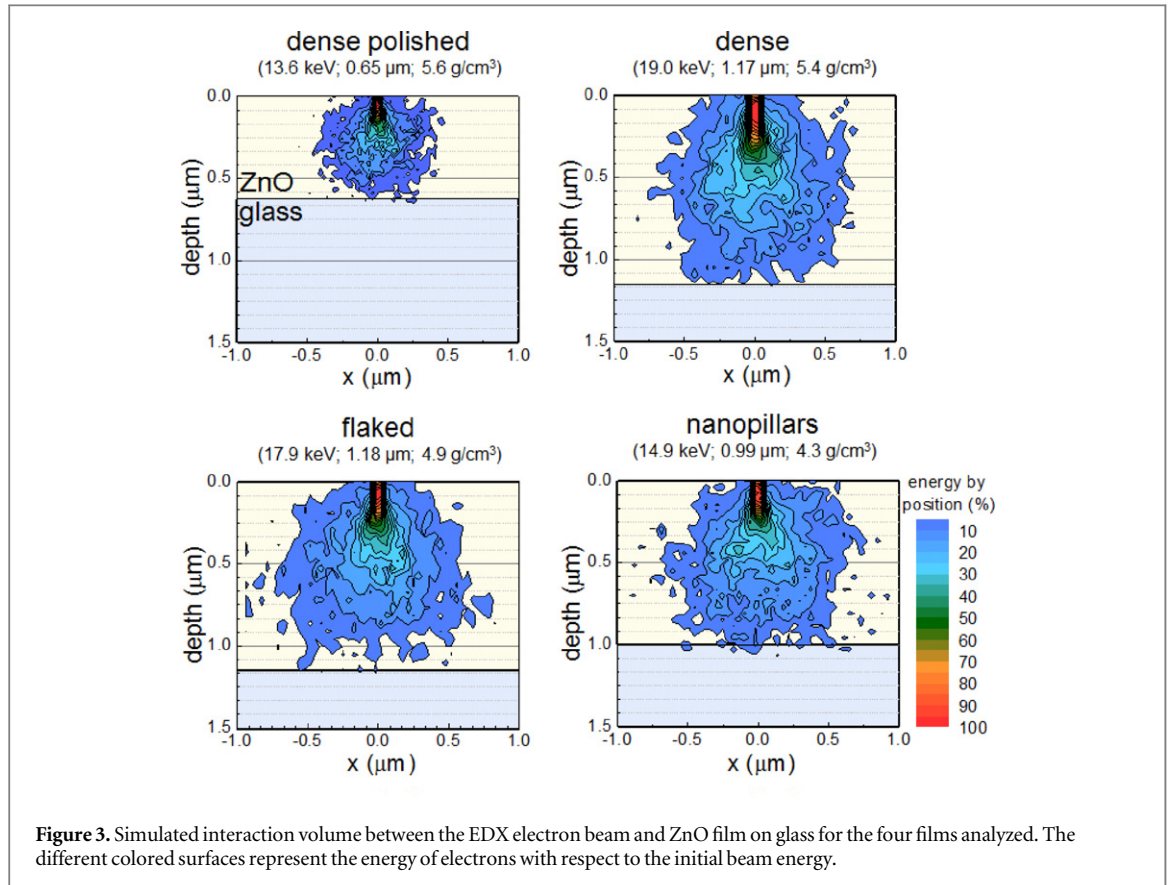 dense polished
(13.6 keV; 0.65 µm; 5.6 g/cm³)
0.0
0.5
1.0
1.5
depth (µm)
ZnO
glass
-1.0 -0.5 0.0 0.5 1.0
x (µm)
dense
(19.0 keV; 1.17 µm; 5.4 g/cm³)
0.0
0.5
1.0
1.5
depth (µm)
-1.0 -0.5 0.0 0.5 1.0
x (µm)
flaked
(17.9 keV; 1.18 µm; 4.9 g/cm³)
0.0
0.5
1.0
1.5
depth (µm)
-1.0 -0.5 0.0 0.5 1.0
x (µm)
nanopillars
(14.9 keV; 0.99 µm; 4.3 g/cm³)
0.0
0.5
1.0
1.5
depth (µm)
-1.0 -0.5 0.0 0.5 1.0
x (µm)
energy by
position (%)
10
20
30
40
50
60
70
80
90
100
Figure 3. Simulated interaction volume between the EDX electron beam and ZnO film on glass for the four films analyzed. The
different colored surfaces represent the energy of electrons with respect to the initial beam energy.